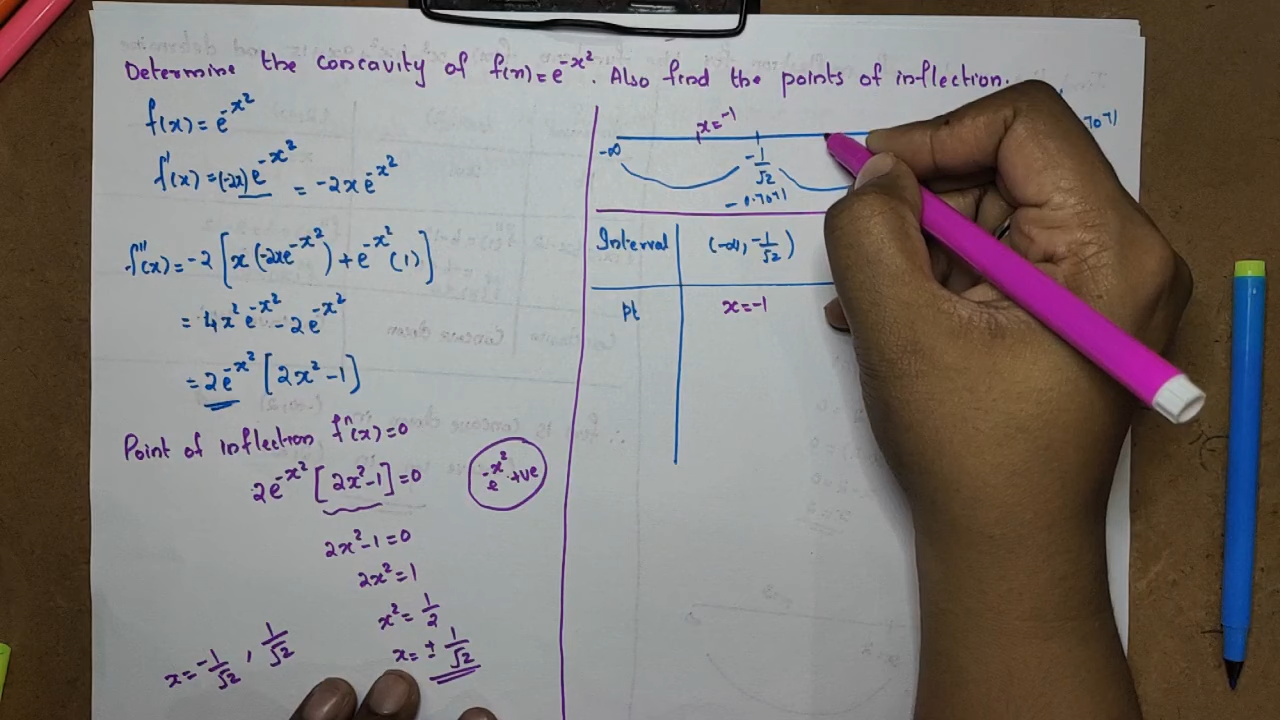 Determine the concavity of f(x)=e^{-x²}. Also find the points of inflection.
f(x)=e^{-x²}
f'(x)=(-2x)e^{-x²} = -2xe^{-x²}
f''(x)=-2[x(-2xe^{-x²})+e^{-x²}(1)]
=4x²e^{-x²}-2e^{-x²}
=2e^{-x²}[2x²-1]
Point of inflection f''(x)=0
2e^{-x²}[2x²-1]=0
e^{-x²} +ve
2x²-1=0
2x²=1
x²=1/2
x=±1/√2
x=-1/√2, 1/√2
x=-1
-∞
-1/√2
-0.7071
7071
Interval (-∞,-1/√2)
pt x=-1